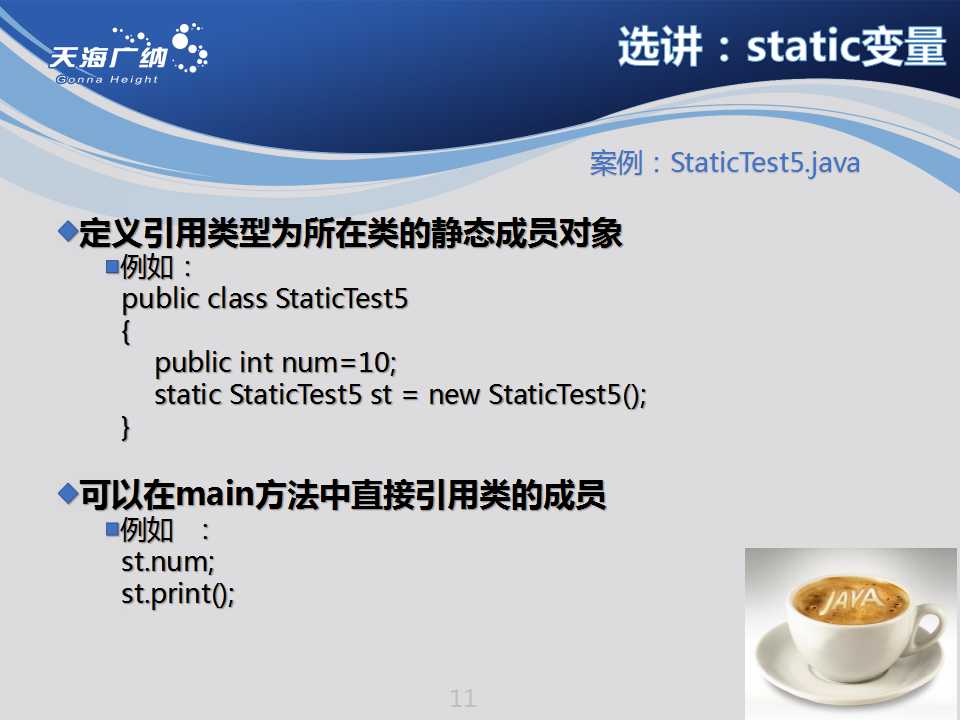 天海广纳
Gonna Height
选讲：static变量
案例：StaticTest5.java
定义引用类型为所在类的静态成员对象
例如：
public class StaticTest5
{
public int num=10;
static StaticTest5 st = new StaticTest5();
}
可以在main方法中直接引用类的成员
例如 ：
st.num;
st.print();
JAVA
11